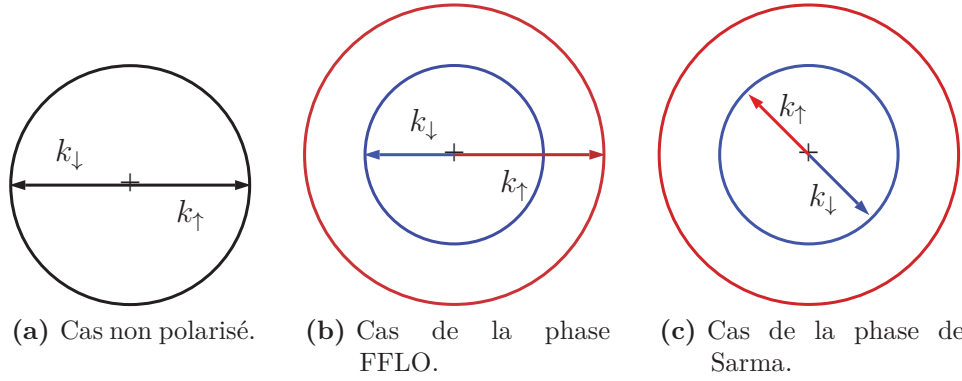 k↓
k↑
k↓
k↑
k↑
k↓
(a) Cas non polarisé.
(b) Cas de la phase
FFLO.
(c) Cas de la phase de
Sarma.